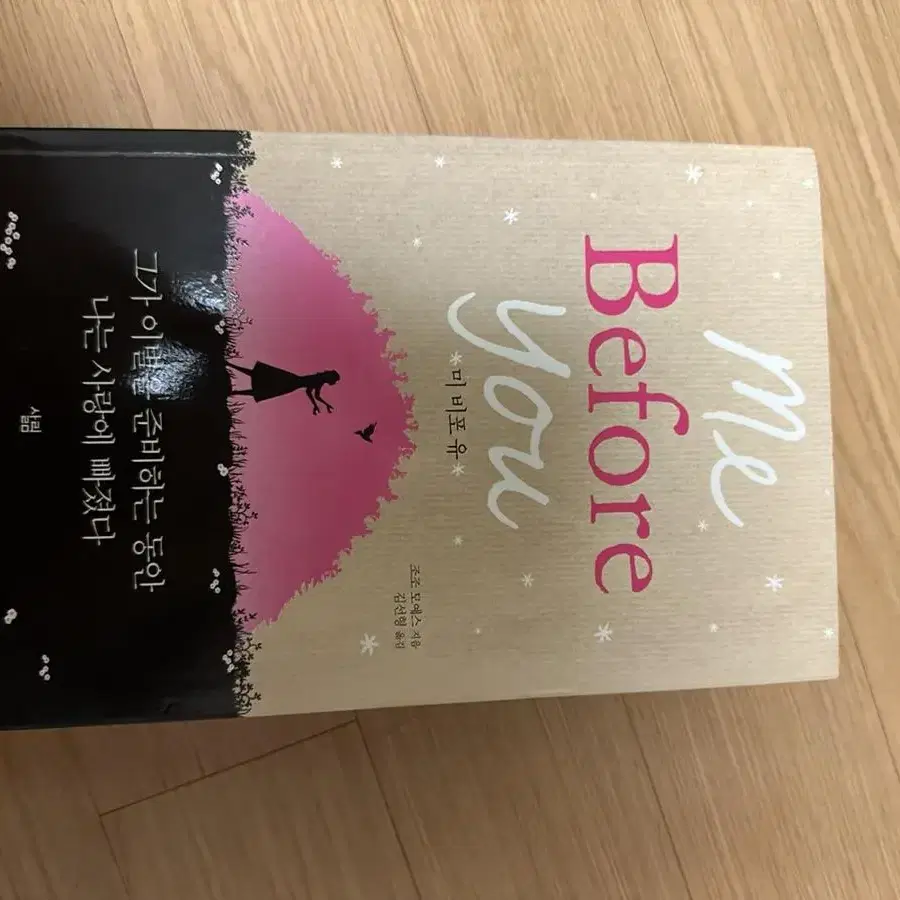 me
Before
you
미 비포 유
조조 모예스 지음
김선형 옮김
그가 이별을 준비하는 동안
나는 사랑에 빠졌다
살림